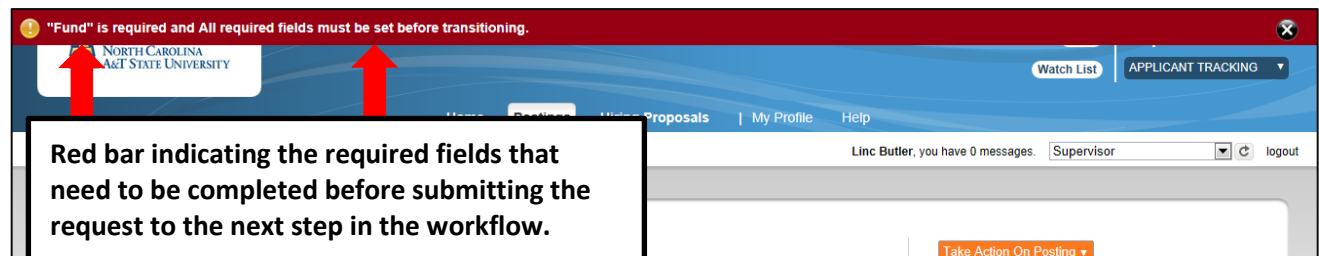 "Fund" is required and All required fields must be set before transitioning.
NORTH CAROLINA
A&T STATE UNIVERSITY
Watch List
APPLICANT TRACKING
Postings Hiring Proposals | My Profile Help
Linc Butler, you have 0 messages. Supervisor logout
Red bar indicating the required fields that
need to be completed before submitting the
request to the next step in the workflow.
Take Action On Posting